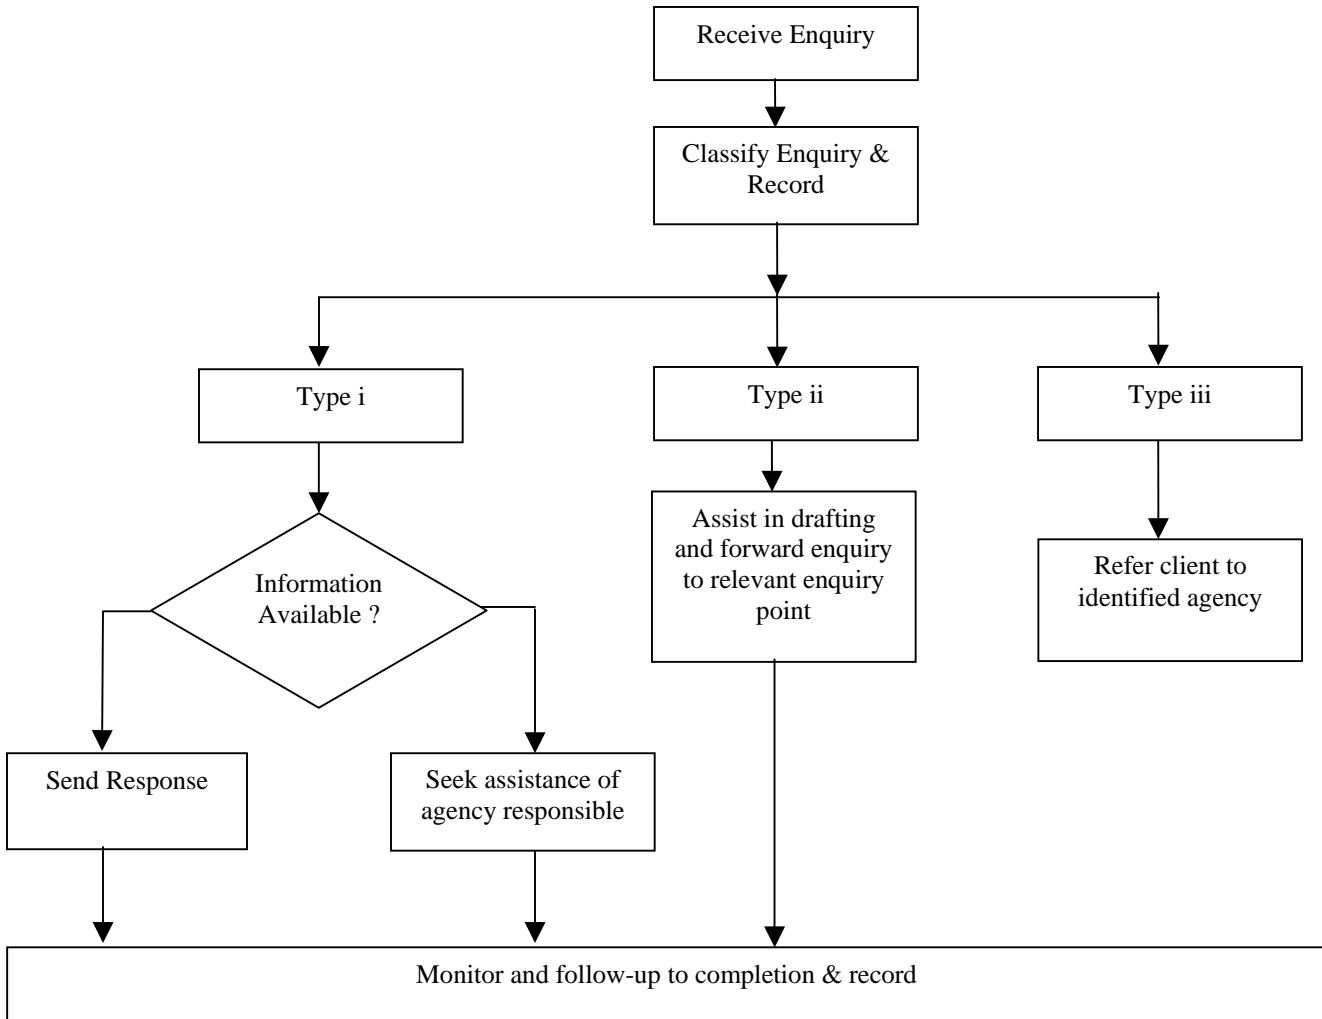 Receive Enquiry
Classify Enquiry &
Record
Type i
Type ii
Type iii
Information
Available ?
Assist in drafting
and forward enquiry
to relevant enquiry
point
Refer client to
identified agency
Send Response
Seek assistance of
agency responsible
Monitor and follow-up to completion & record